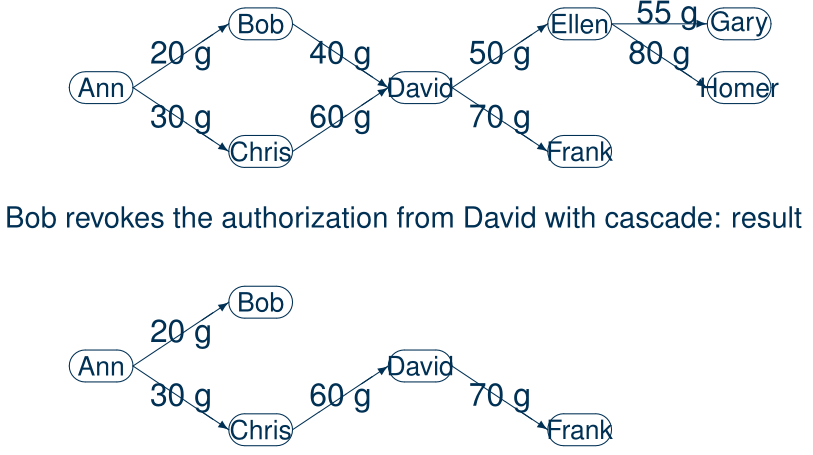 Bob
Ellen
55 g
Gary
20 g
40 g
50 g
80 g
Ann
David
Homer
30 g
60 g
70 g
Chris
Frank
Bob revokes the authorization from David with cascade: result
Bob
20 g
Ann
David
30 g
60 g
70 g
Chris
Frank